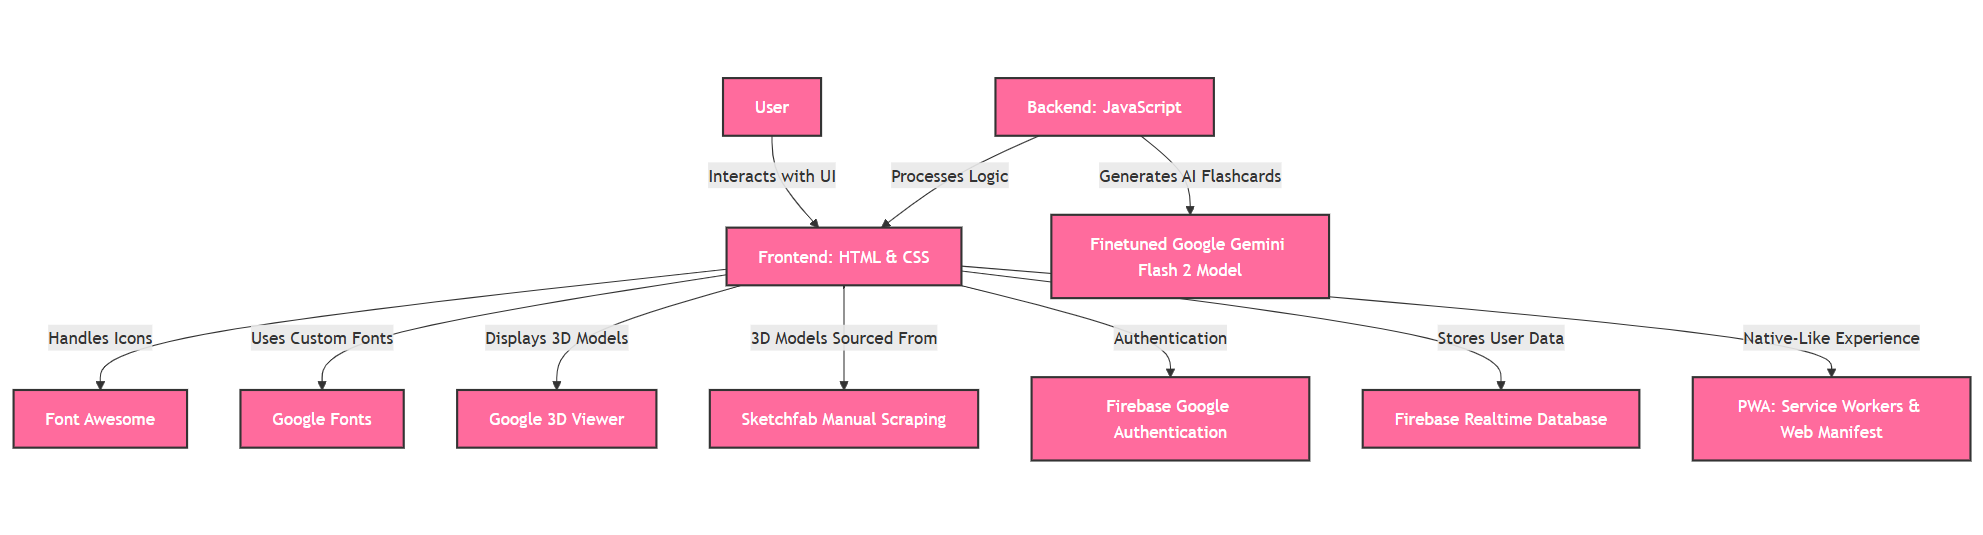 User
Backend: JavaScript
Interacts with UI
Processes Logic
Generates AI Flashcards
Frontend: HTML & CSS
Finetuned Google Gemini
Flash 2 Model
Handles Icons
Uses Custom Fonts
Displays 3D Models
3D Models Sourced From
Authentication
Stores User Data
Native-Like Experience
Font Awesome
Google Fonts
Google 3D Viewer
Sketchfab Manual Scraping
Firebase Google
Authentication
Firebase Realtime Database
PWA: Service Workers &
Web Manifest